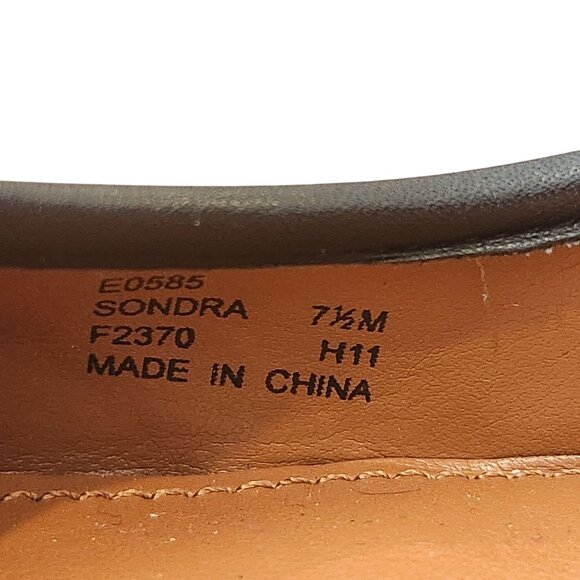 E0585
SONDRA 7½M
F2370 H11
MADE IN CHINA